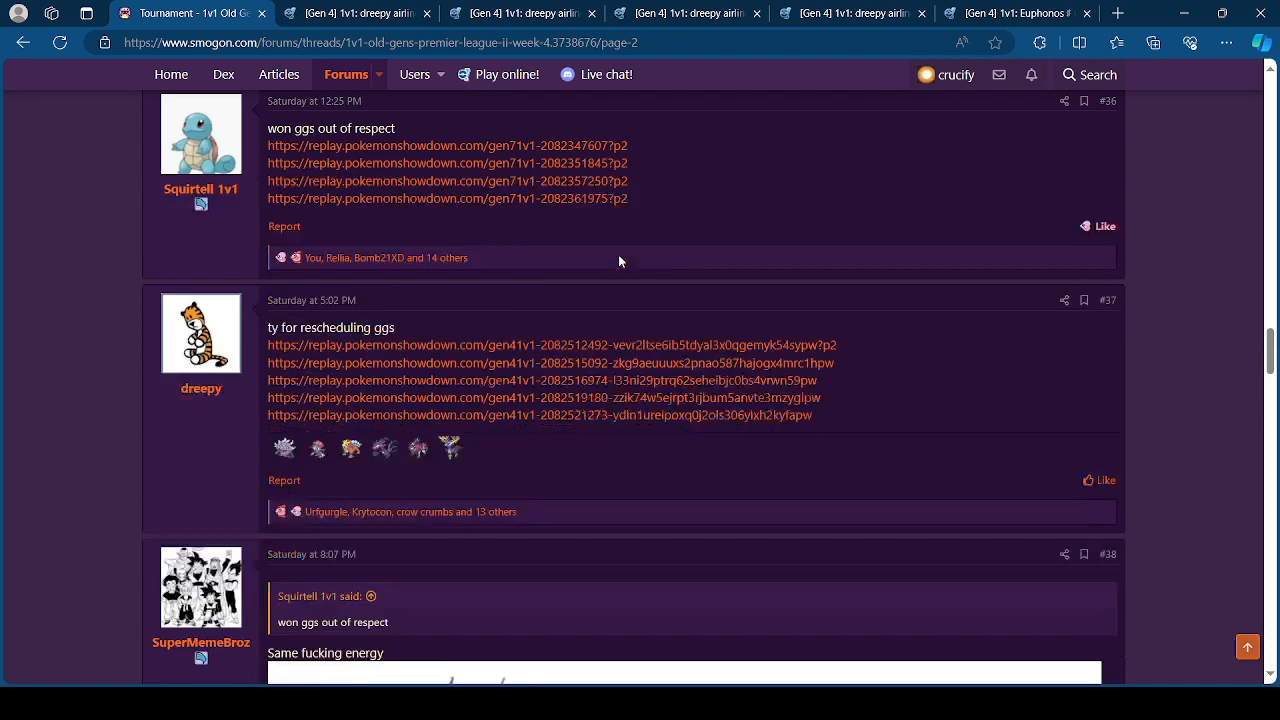 Tournament - 1v1 Old Ge
[Gen 4] 1v1: dreepy airlin
[Gen 4] 1v1: dreepy airlin
[Gen 4] 1v1: dreepy airlin
[Gen 4] 1v1: dreepy airlin
[Gen 4] 1v1: Euphonos #
https://www.smogon.com/forums/threads/1v1-old-gens-premier-league-ii-week-4.3738676/page-2
Home Dex Articles Forums Users Play online! Live chat! crucify Search
Saturday at 12:25 PM #36
won ggs out of respect
https://replay.pokemonshowdown.com/gen71v1-2082347607?p2
https://replay.pokemonshowdown.com/gen71v1-2082351845?p2
https://replay.pokemonshowdown.com/gen71v1-2082357250?p2
https://replay.pokemonshowdown.com/gen71v1-2082361975?p2
Squirtell 1v1
Report Like
You, Rellia, Bomb21XD and 14 others
Saturday at 5:02 PM #37
ty for rescheduling ggs
https://replay.pokemonshowdown.com/gen41v1-2082512492-vevr2ltse6ib5tdyal3x0qgemyk54sypw?p2
https://replay.pokemonshowdown.com/gen41v1-2082515092-zkg9aeuuuxs2pnao587hajogx4mrc1hpw
https://replay.pokemonshowdown.com/gen41v1-2082516974-l33ni29ptrq62seheibjc0bs4vrwn59pw
https://replay.pokemonshowdown.com/gen41v1-2082519180-zzik74w5ejrpt3rjbum5anvte3mzyglpw
https://replay.pokemonshowdown.com/gen41v1-2082521273-ydln1ureipoxq0j2ols306yixh2kyfapw
dreepy
Report Like
Urfgurgle, Krytocon, crow crumbs and 13 others
Saturday at 8:07 PM #38
Squirtell 1v1 said:
won ggs out of respect
SuperMemeBroz
Same fucking energy